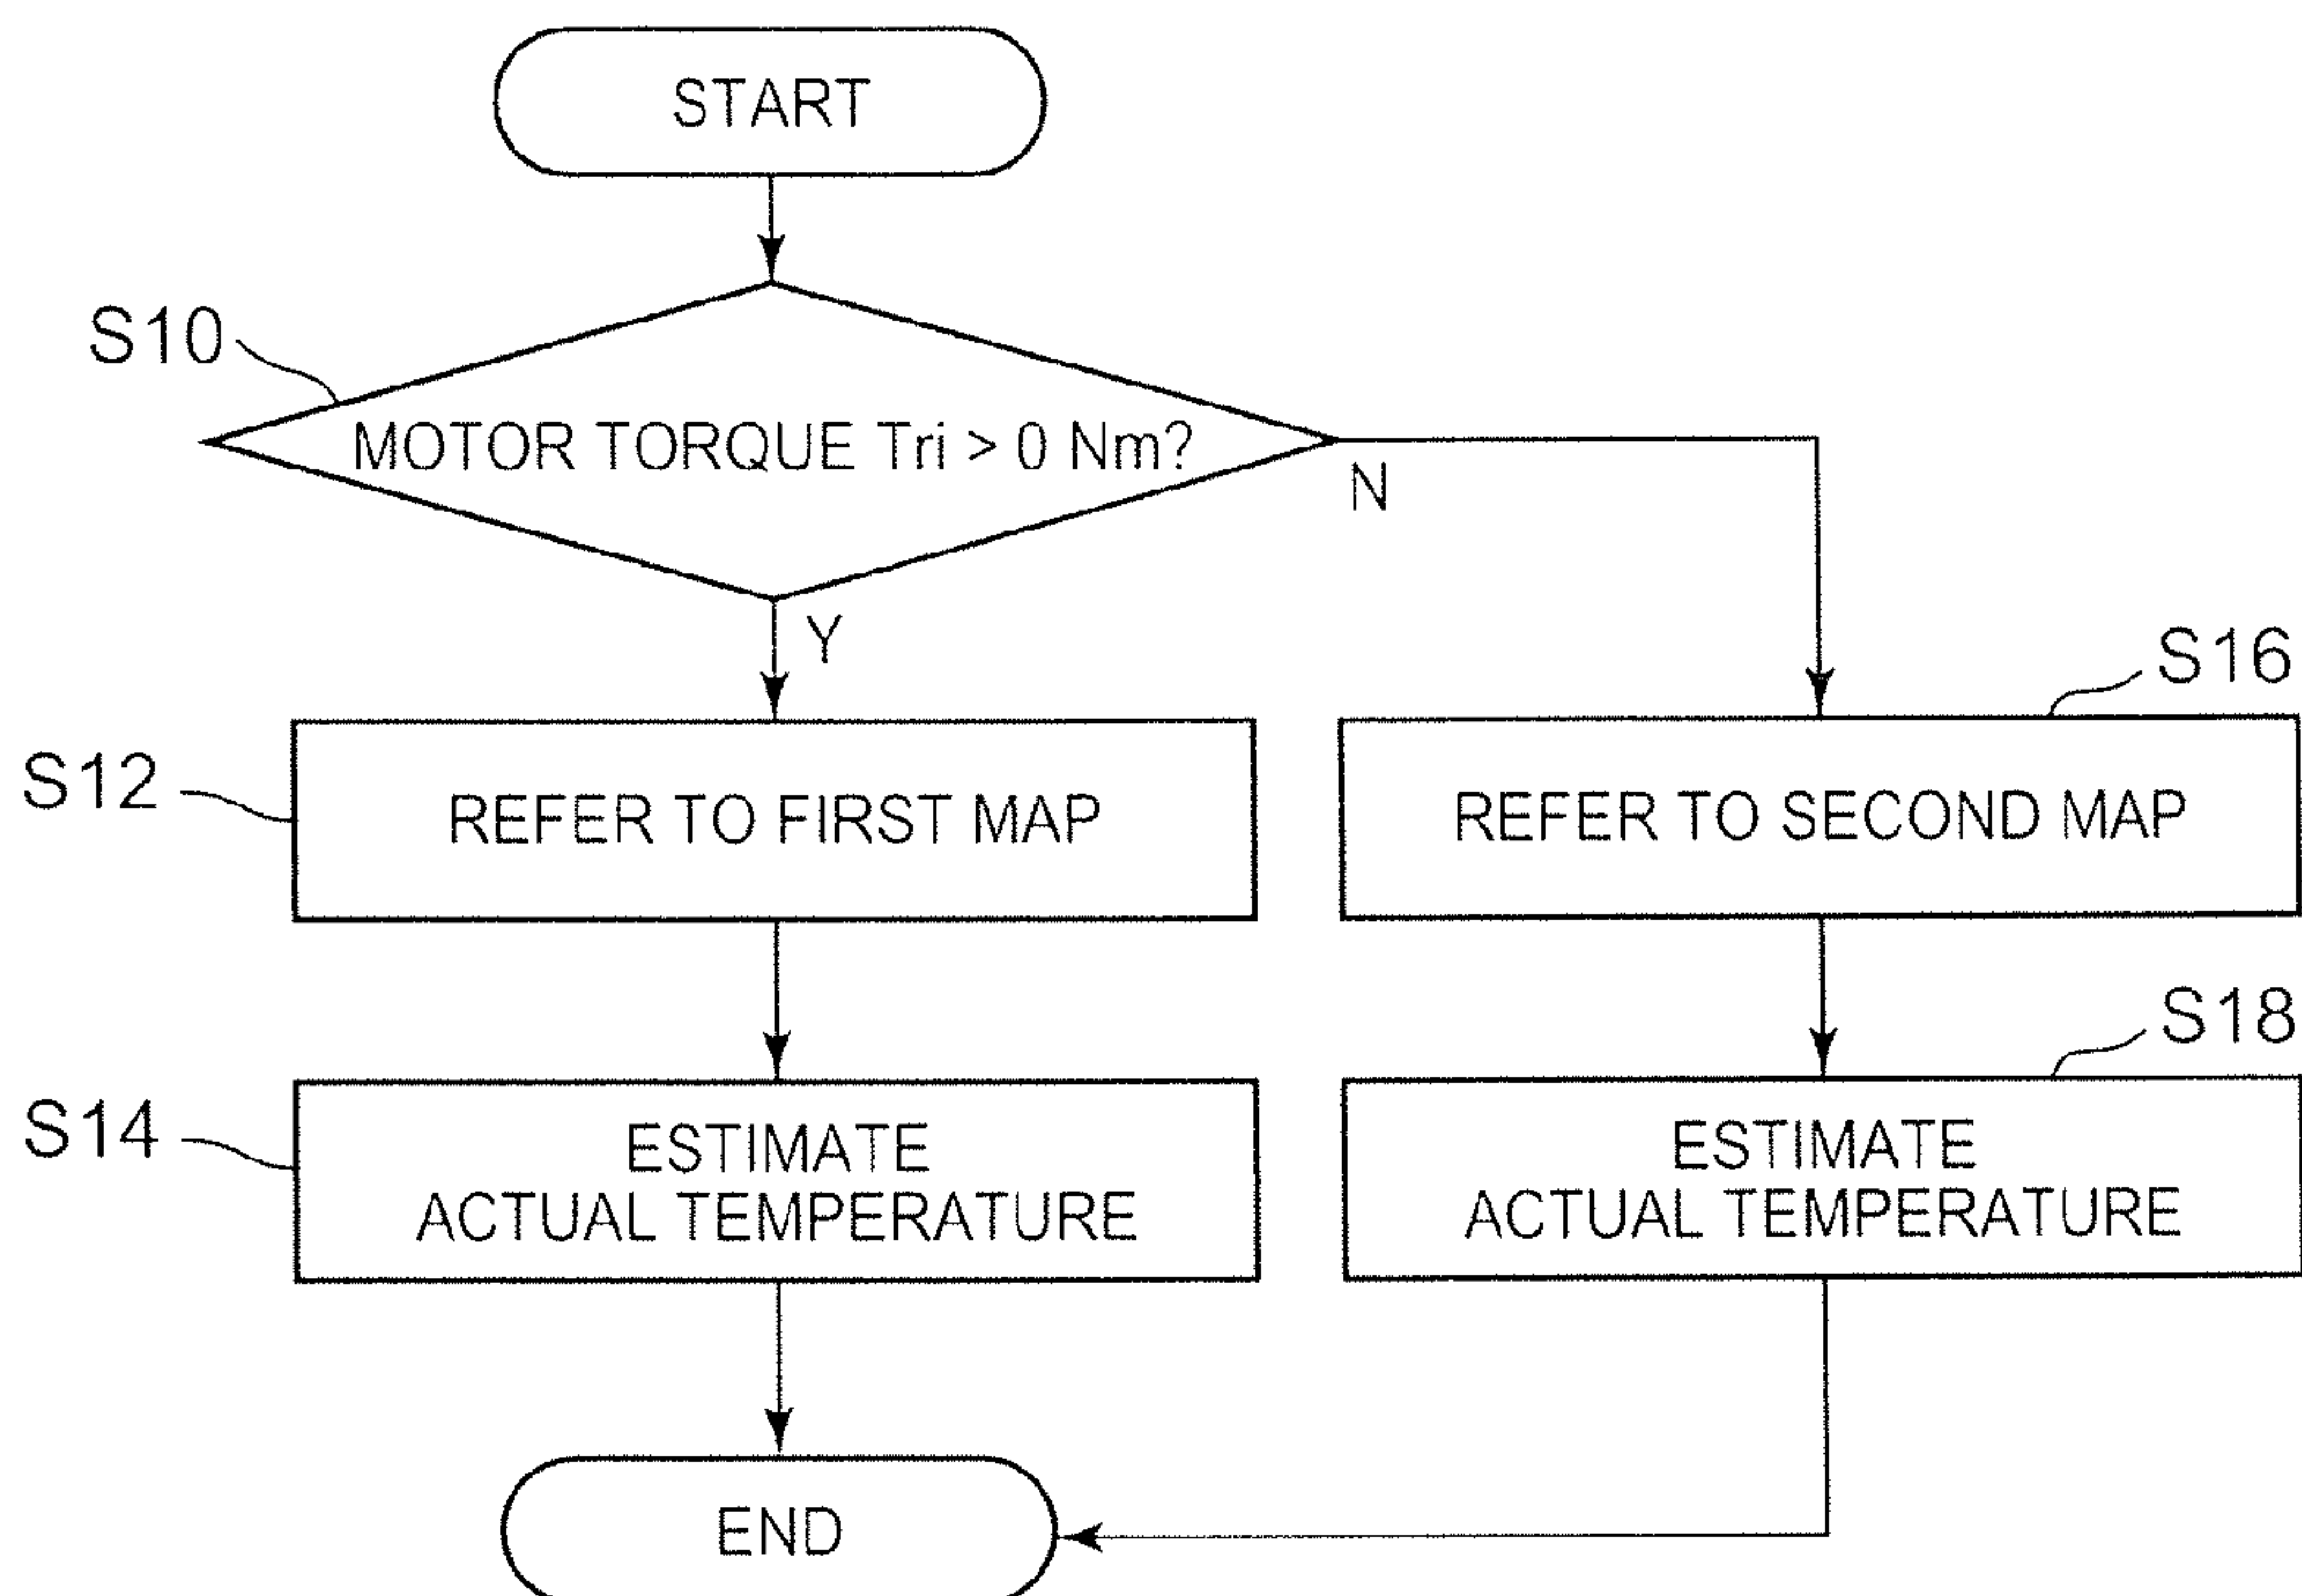 START
S10
MOTOR TORQUE Tri > 0 Nm?
N
Y
S16
S12
REFER TO FIRST MAP
REFER TO SECOND MAP
S18
S14
ESTIMATE
ACTUAL TEMPERATURE
ESTIMATE
ACTUAL TEMPERATURE
END